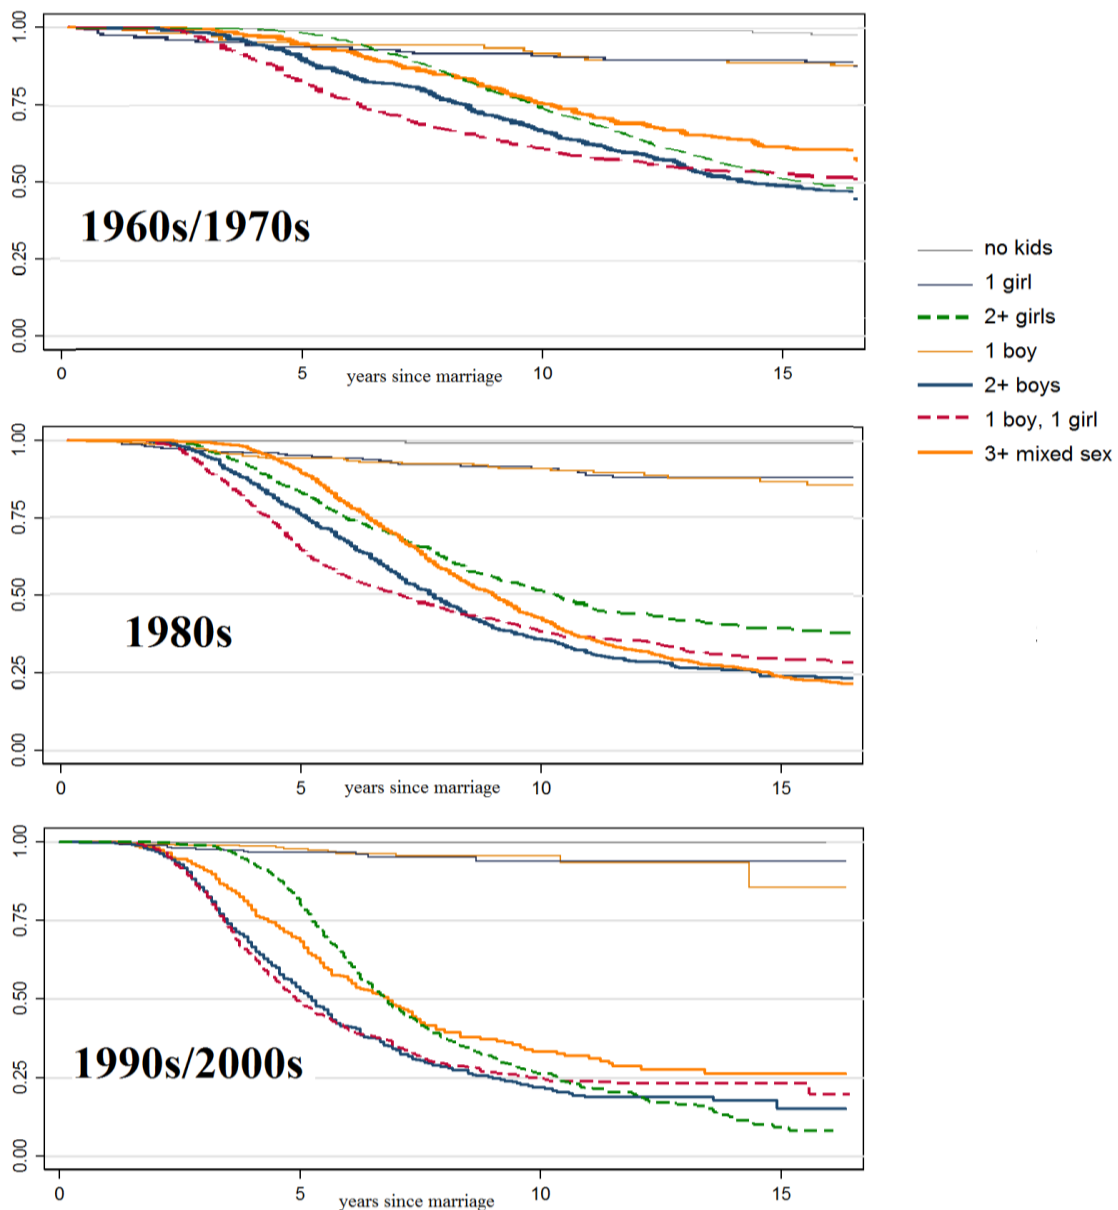 1.00
0.75
0.50
0.25
0.00
1960s/1970s
0 5 10 15
years since marriage
no kids
1 girl
2+ girls
1 boy
2+ boys
1 boy, 1 girl
3+ mixed sex
1.00
0.75
0.50
0.25
0.00
1980s
0 5 10 15
years since marriage
1.00
0.75
0.50
0.25
0.00
1990s/2000s
0 5 10 15
years since marriage